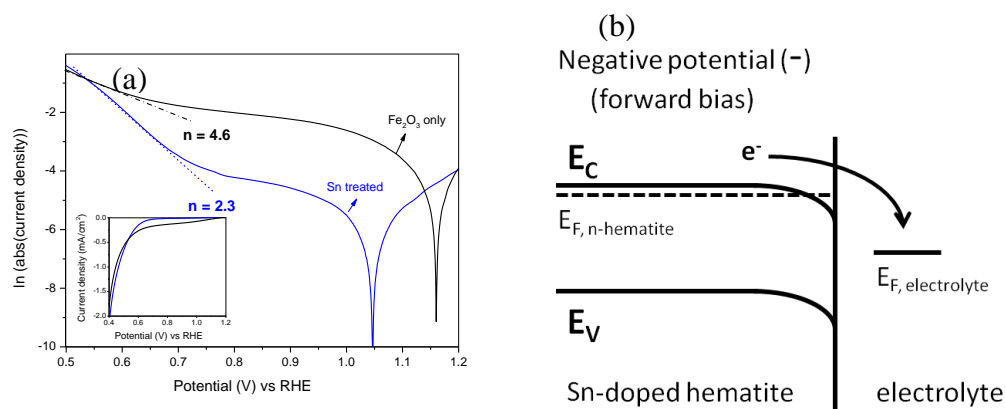 (a)
ln (abs(current density))
-2
-4
-6
-8
-10
n = 4.6
n = 2.3
Fe₂O₃ only
Sn treated
Current density (mA/cm²)
0.0
-0.5
-1.0
-1.5
-2.0
0.4 0.6 0.8 1.0 1.2
Potential (V) vs RHE
0.5 0.6 0.7 0.8 0.9 1.0 1.1 1.2
Potential (V) vs RHE
(b)
Negative potential (−)
(forward bias)
E_C
e⁻
E_F, n-hematite
E_F, electrolyte
E_V
Sn-doped hematite
electrolyte